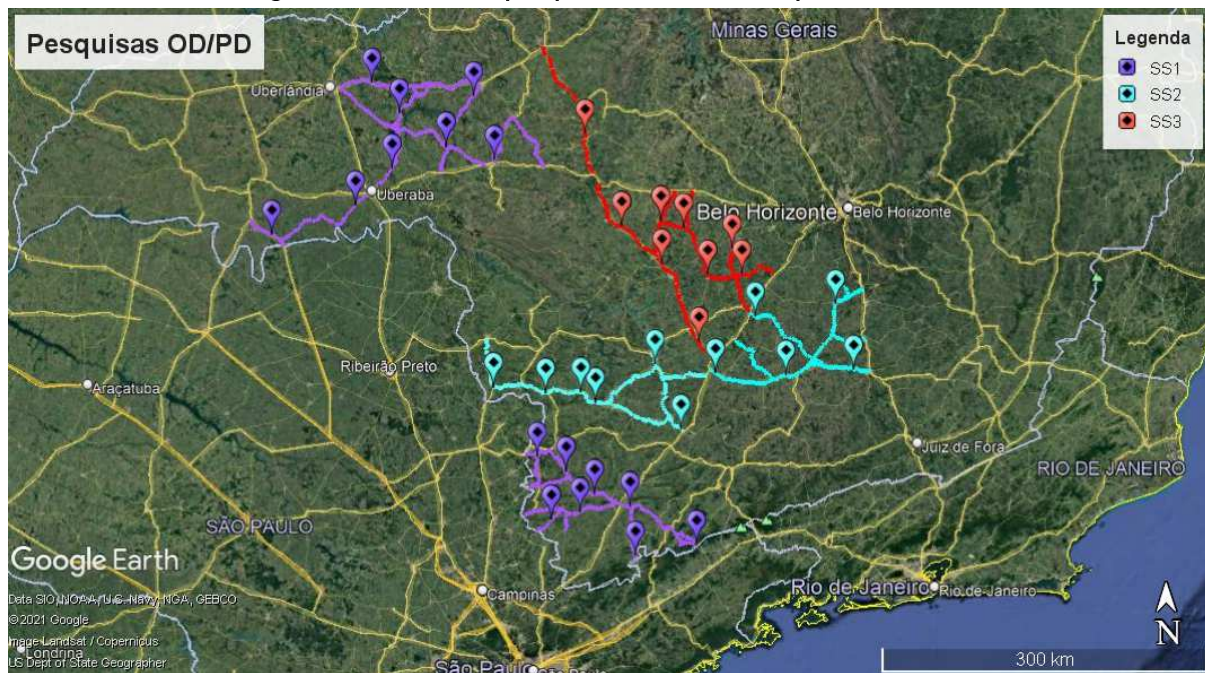 Pesquisas OD/PD
Minas Gerais
Legenda
SS1
SS2
SS3
Uberlândia
Uberaba
Belo Horizonte
Belo Horizonte
Ribeirão Preto
Araçatuba
Juiz de Fora
RIO DE JANEIRO
SÃO PAULO
Google Earth
Campinas
Rio de Janeiro
Rio de Janeiro
Data SIO, NOAA, U.S. Navy, NGA, GEBCO
©2021 Google
Image Landsat / Copernicus
US Dept of State Geographer
Londrina
São Paulo
São Paulo
N
300 km